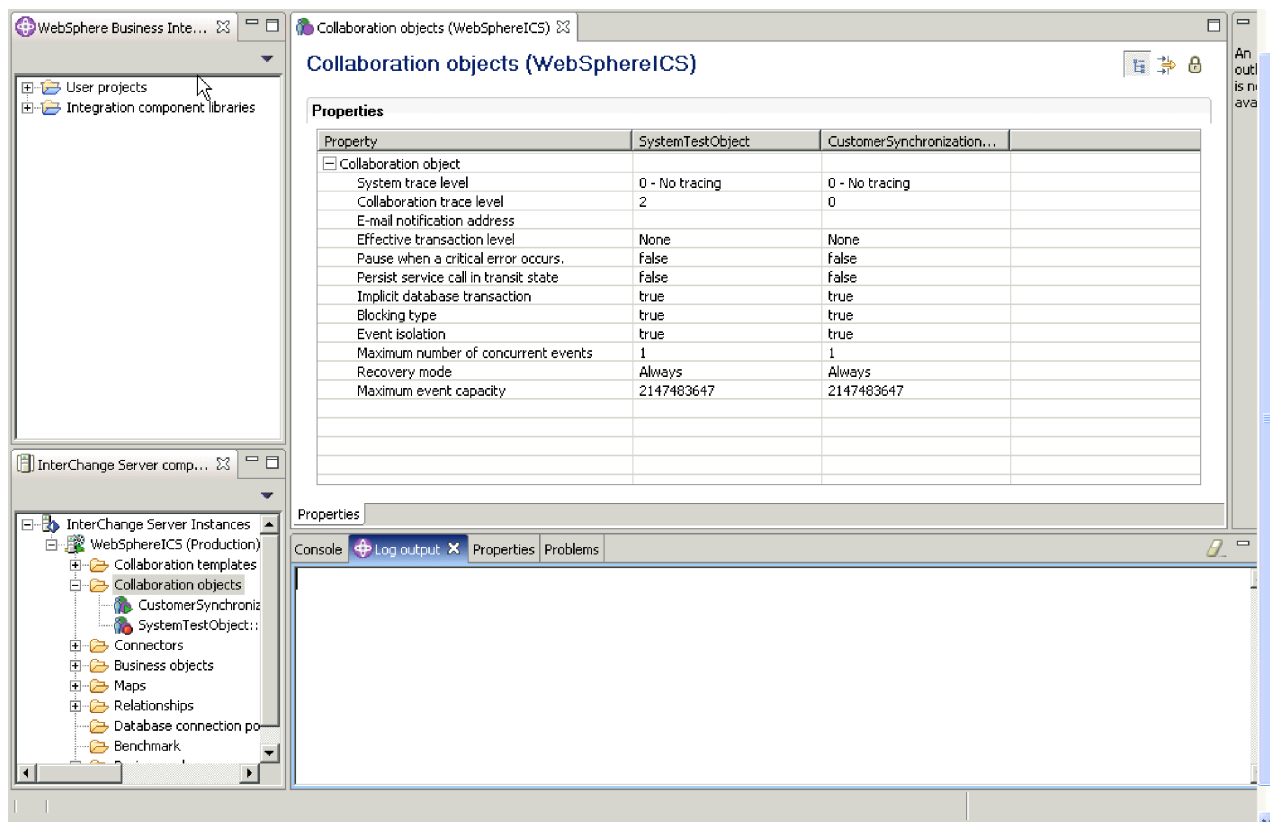 WebSphere Business Inte...
User projects
Integration component libraries
Collaboration objects (WebSphereICS)
Collaboration objects (WebSphereICS)
Properties
Property SystemTestObject CustomerSynchronization...
Collaboration object
System trace level 0 - No tracing 0 - No tracing
Collaboration trace level 2 0
E-mail notification address
Effective transaction level None None
Pause when a critical error occurs. false false
Persist service call in transit state false false
Implicit database transaction true true
Blocking type true true
Event isolation true true
Maximum number of concurrent events 1 1
Recovery mode Always Always
Maximum event capacity 2147483647 2147483647
Properties
An
outl
is n
ava
InterChange Server comp...
InterChange Server Instances
WebSphereICS (Production)
Collaboration templates
Collaboration objects
CustomerSynchroniz
SystemTestObject::
Connectors
Business objects
Maps
Relationships
Database connection po
Benchmark
Console Log output Properties Problems